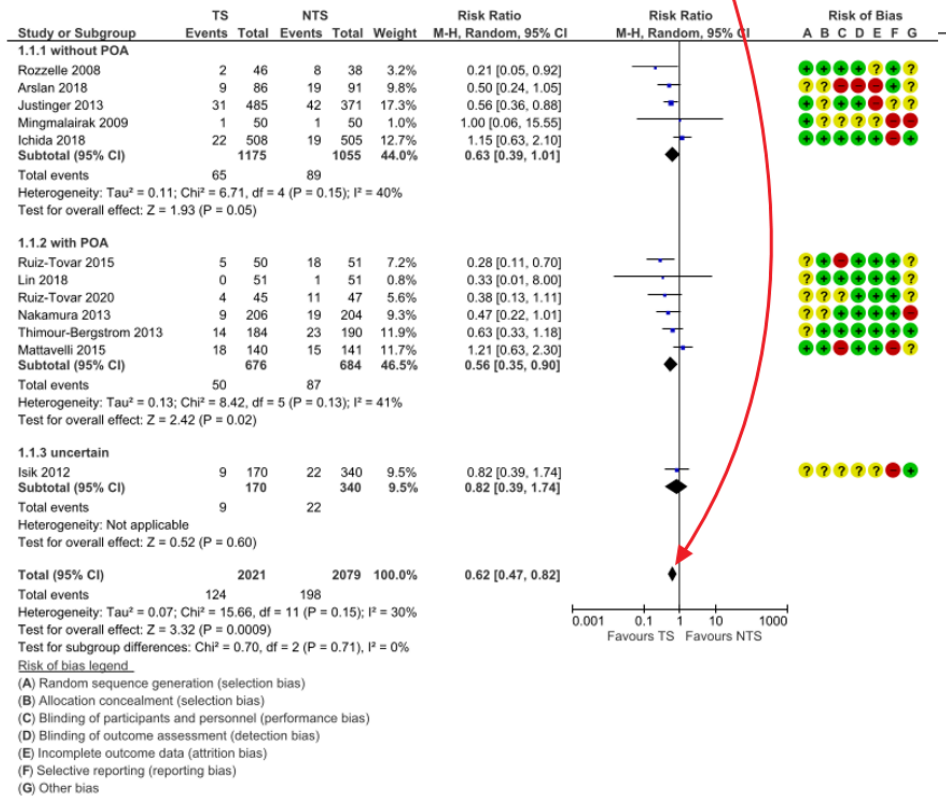 TS NTS Risk Ratio Risk Ratio Risk of Bias
Study or Subgroup Events Total Events Total Weight M-H, Random, 95% CI M-H, Random, 95% CI A B C D E F G
1.1.1 without POA
Rozzelle 2008 2 46 8 38 3.2% 0.21 [0.05, 0.92] + + + + ? + ?
Arslan 2018 9 86 19 91 9.8% 0.50 [0.24, 1.05] ? ? − − − + ?
Justinger 2013 31 485 42 371 17.3% 0.56 [0.36, 0.88] + ? + + − ? ?
Mingmalairak 2009 1 50 1 50 1.0% 1.00 [0.06, 15.55] + ? ? ? ? − −
Ichida 2018 22 508 19 505 12.7% 1.15 [0.63, 2.10] + + + + + − +
Subtotal (95% CI) 1175 1055 44.0% 0.63 [0.39, 1.01]
Total events 65 89
Heterogeneity: Tau² = 0.11; Chi² = 6.71, df = 4 (P = 0.15); I² = 40%
Test for overall effect: Z = 1.93 (P = 0.05)
1.1.2 with POA
Ruiz-Tovar 2015 5 50 18 51 7.2% 0.28 [0.11, 0.70] ? + − + + + ?
Lin 2018 0 51 1 51 0.8% 0.33 [0.01, 8.00] ? + + + + + ?
Ruiz-Tovar 2020 4 45 11 47 5.6% 0.38 [0.13, 1.11] ? ? ? + + + ?
Nakamura 2013 9 206 19 204 9.3% 0.47 [0.22, 1.01] ? ? + + + + −
Thimour-Bergstrom 2013 14 184 23 190 11.9% 0.63 [0.33, 1.18] ? + + + + + +
Mattavelli 2015 18 140 15 141 11.7% 1.21 [0.63, 2.30] + + − + + − ?
Subtotal (95% CI) 676 684 46.5% 0.56 [0.35, 0.90]
Total events 50 87
Heterogeneity: Tau² = 0.13; Chi² = 8.42, df = 5 (P = 0.13); I² = 41%
Test for overall effect: Z = 2.42 (P = 0.02)
1.1.3 uncertain
Isik 2012 9 170 22 340 9.5% 0.82 [0.39, 1.74] ? ? ? ? ? − +
Subtotal (95% CI) 170 340 9.5% 0.82 [0.39, 1.74]
Total events 9 22
Heterogeneity: Not applicable
Test for overall effect: Z = 0.52 (P = 0.60)
Total (95% CI) 2021 2079 100.0% 0.62 [0.47, 0.82]
Total events 124 198
Heterogeneity: Tau² = 0.07; Chi² = 15.66, df = 11 (P = 0.15); I² = 30%
Test for overall effect: Z = 3.32 (P = 0.0009)
Test for subgroup differences: Chi² = 0.70, df = 2 (P = 0.71), I² = 0%
0.001 0.1 1 10 1000
Favours TS Favours NTS
Risk of bias legend
(A) Random sequence generation (selection bias)
(B) Allocation concealment (selection bias)
(C) Blinding of participants and personnel (performance bias)
(D) Blinding of outcome assessment (detection bias)
(E) Incomplete outcome data (attrition bias)
(F) Selective reporting (reporting bias)
(G) Other bias